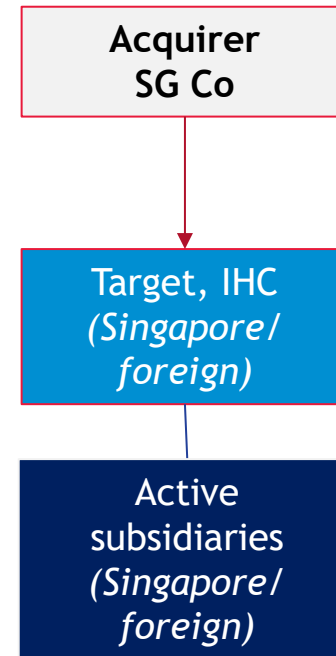 Acquirer
SG Co
Target, IHC
(Singapore/
foreign)
Active
subsidiaries
(Singapore/
foreign)